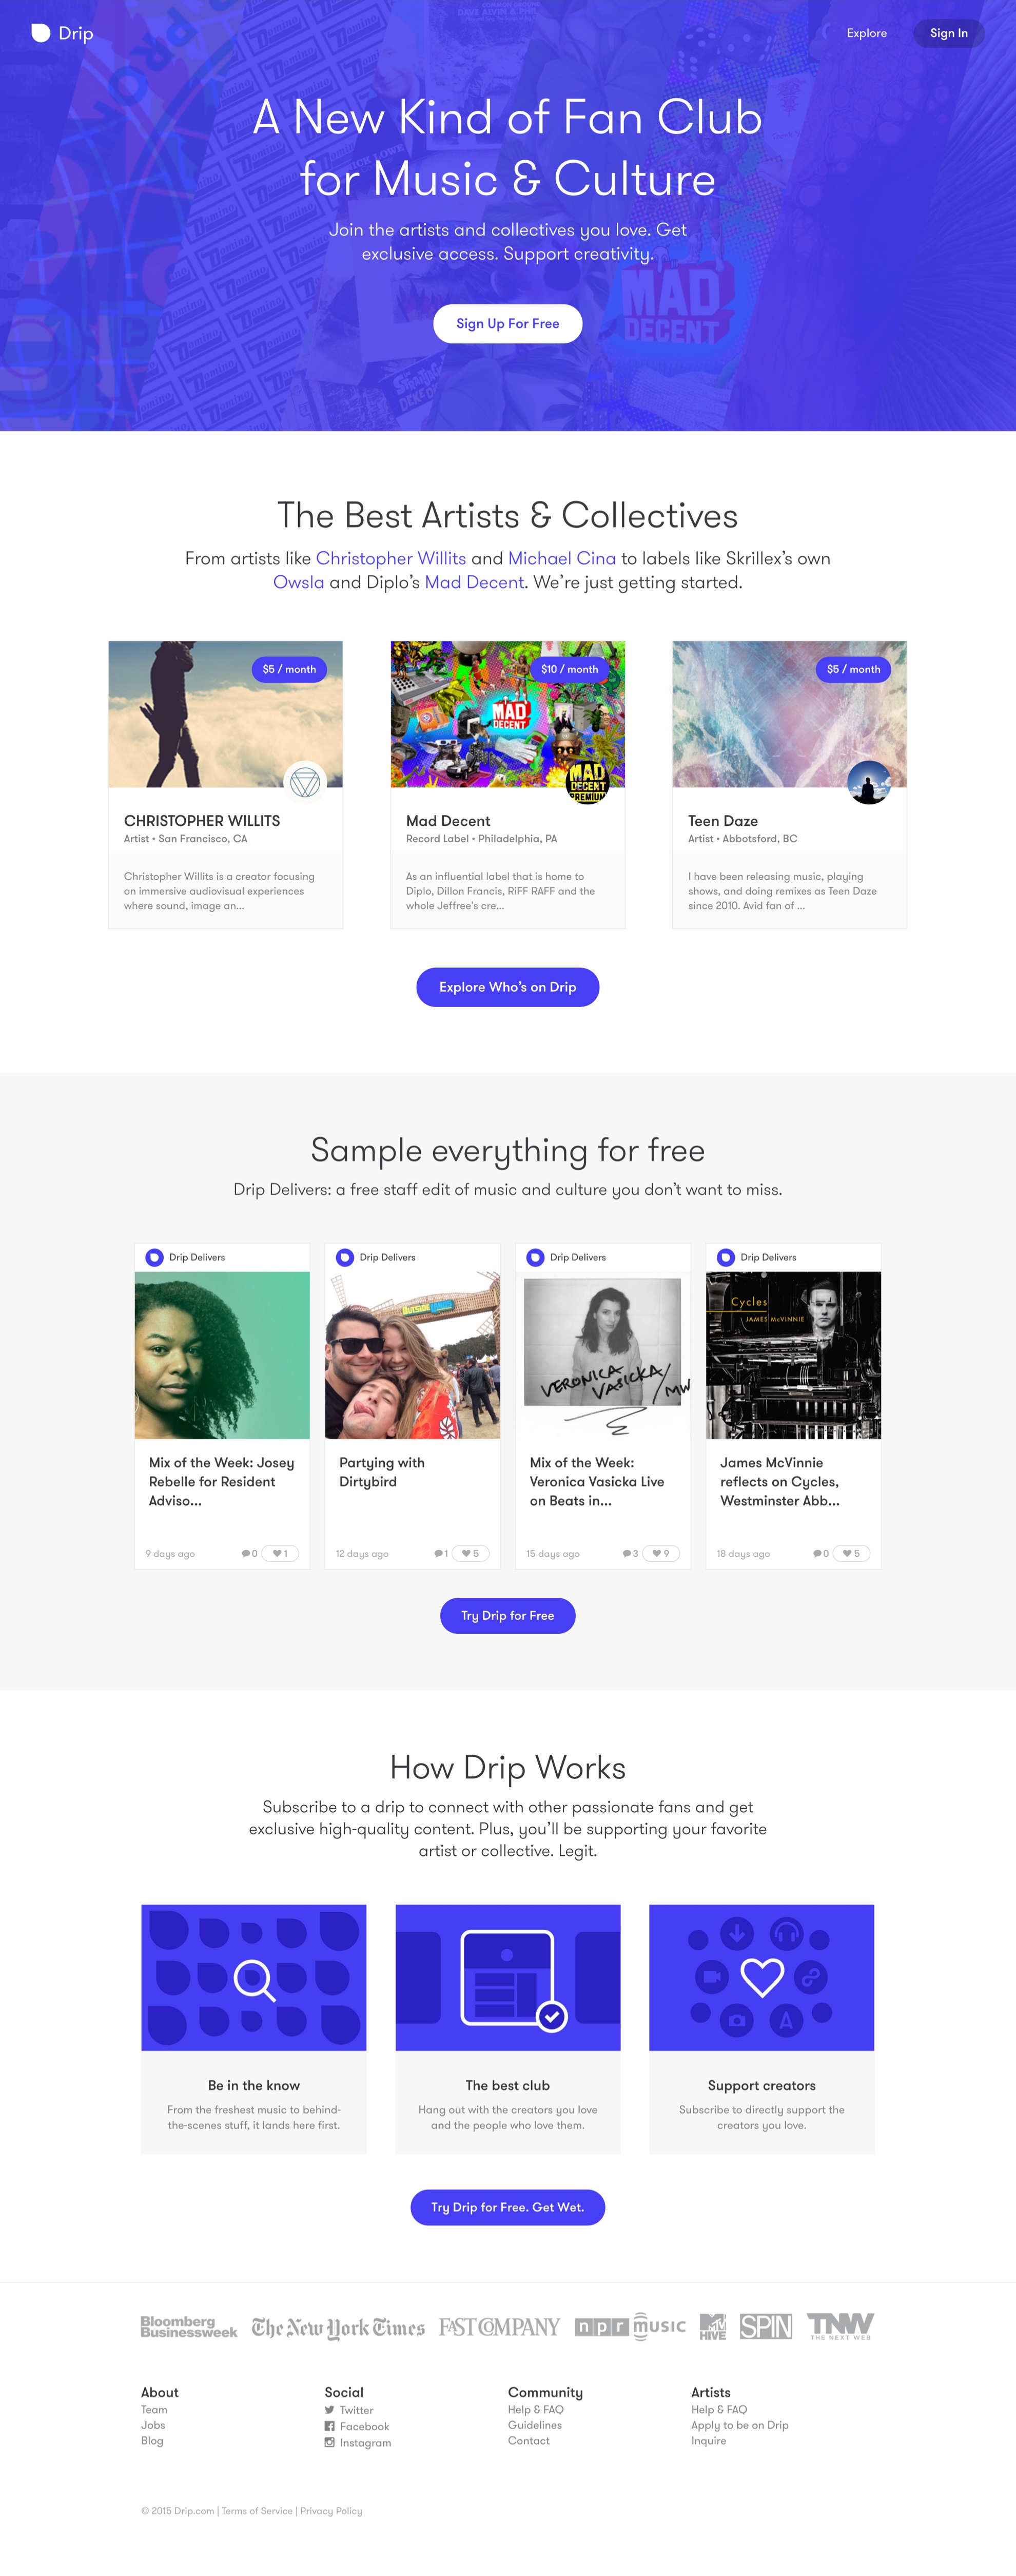 Drip
Explore
Sign In
A New Kind of Fan Club
for Music & Culture
Join the artists and collectives you love. Get
exclusive access. Support creativity.
Sign Up For Free
MAD
DECENT
The Best Artists & Collectives
From artists like Christopher Willits and Michael Cina to labels like Skrillex’s own
Owsla and Diplo’s Mad Decent. We’re just getting started.
$5 / month
CHRISTOPHER WILLITS
Artist • San Francisco, CA
Christopher Willits is a creator focusing
on immersive audiovisual experiences
where sound, image an...
$10 / month
MAD
DECENT
MAD
DECENT
PREMIUM
Mad Decent
Record Label • Philadelphia, PA
As an influential label that is home to
Diplo, Dillon Francis, RiFF RAFF and the
whole Jeffree's cre...
$5 / month
Teen Daze
Artist • Abbotsford, BC
I have been releasing music, playing
shows, and doing remixes as Teen Daze
since 2010. Avid fan of ...
Explore Who’s on Drip
Sample everything for free
Drip Delivers: a free staff edit of music and culture you don’t want to miss.
Drip Delivers
Mix of the Week: Josey
Rebelle for Resident
Adviso...
9 days ago 0 1
Drip Delivers
OUTSIDE
Partying with
Dirtybird
12 days ago 1 5
Drip Delivers
VERONICA
VASICKA/MW
Mix of the Week:
Veronica Vasicka Live
on Beats in...
15 days ago 3 9
Drip Delivers
Cycles
JAMES McVINNIE
James McVinnie
reflects on Cycles,
Westminster Abb...
18 days ago 0 5
Try Drip for Free
How Drip Works
Subscribe to a drip to connect with other passionate fans and get
exclusive high-quality content. Plus, you’ll be supporting your favorite
artist or collective. Legit.
Be in the know
From the freshest music to behind-
the-scenes stuff, it lands here first.
The best club
Hang out with the creators you love
and the people who love them.
A
Support creators
Subscribe to directly support the
creators you love.
Try Drip for Free. Get Wet.
Bloomberg
Businessweek
The New York Times
FAST COMPANY
npr music
MTV
HIVE
SPIN
TNW
THE NEXT WEB
About
Team
Jobs
Blog
Social
Twitter
Facebook
Instagram
Community
Help & FAQ
Guidelines
Contact
Artists
Help & FAQ
Apply to be on Drip
Inquire
© 2015 Drip.com | Terms of Service | Privacy Policy